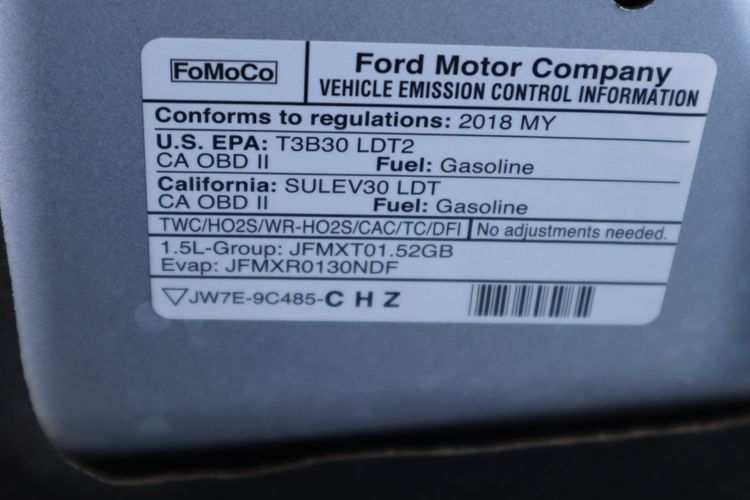 FoMoCo
Ford Motor Company
VEHICLE EMISSION CONTROL INFORMATION
Conforms to regulations: 2018 MY
U.S. EPA: T3B30 LDT2
CA OBD II Fuel: Gasoline
California: SULEV30 LDT
CA OBD II Fuel: Gasoline
TWC/HO2S/WR-HO2S/CAC/TC/DFI No adjustments needed.
1.5L-Group: JFMXT01.52GB
Evap: JFMXR0130NDF
JW7E-9C485-C H Z